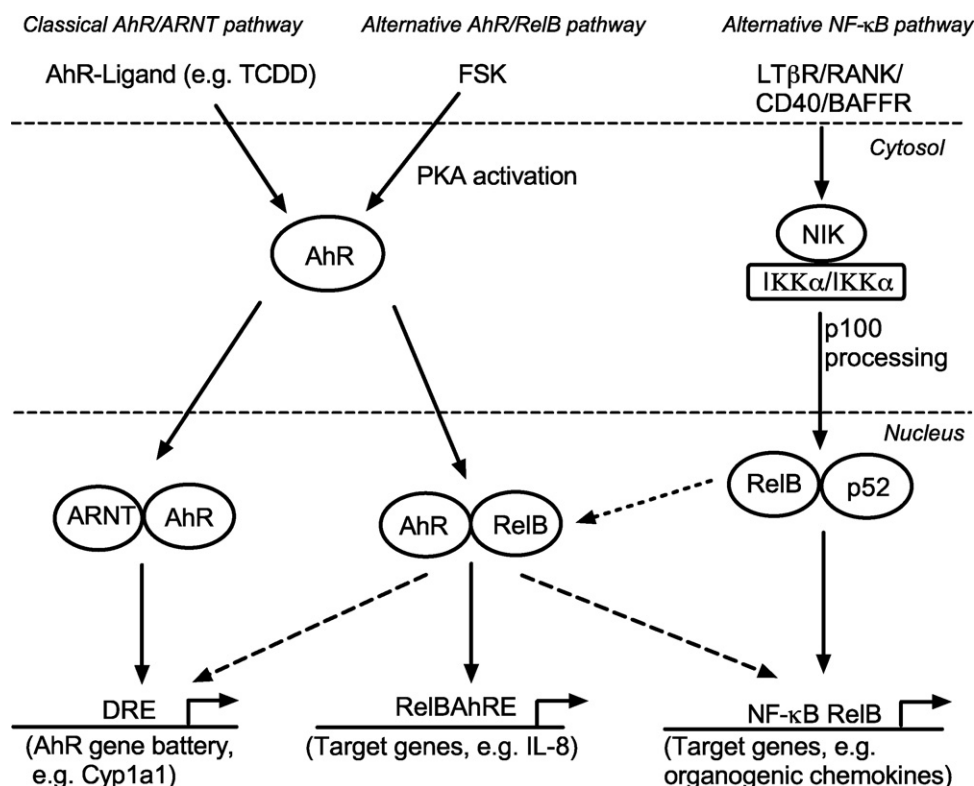 Classical AhR/ARNT pathway
Alternative AhR/RelB pathway
Alternative NF-κB pathway
AhR-Ligand (e.g. TCDD)
FSK
LTβR/RANK/
CD40/BAFFR
Cytosol
PKA activation
NIK
AhR
IKKα/IKKα
p100
processing
Nucleus
RelB
p52
ARNT
AhR
AhR
RelB
DRE
RelBAhRE
NF-κB RelB
(AhR gene battery,
e.g. Cyp1a1)
(Target genes, e.g. IL-8)
(Target genes, e.g.
organogenic chemokines)